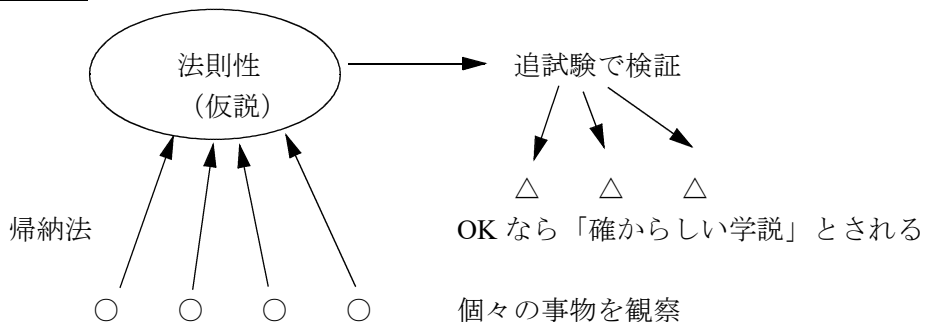 法則性
(仮説)
追試験で検証
△ △ △
帰納法
OK なら「確からしい学説」とされる
○ ○ ○ ○
個々の事物を観察